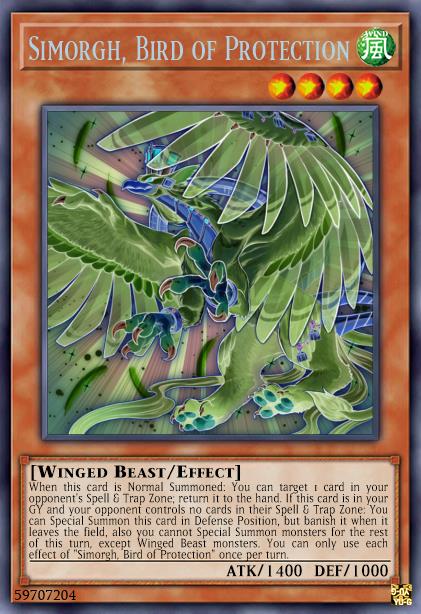 SIMORGH, BIRD OF PROTECTION
WIND
風
[WINGED BEAST/EFFECT]
When this card is Normal Summoned: You can target 1 card in your
opponent's Spell & Trap Zone; return it to the hand. If this card is in your
GY and your opponent controls no cards in their Spell & Trap Zone: You
can Special Summon this card in Defense Position, but banish it when it
leaves the field, also you cannot Special Summon monsters for the rest
of this turn, except Winged Beast monsters. You can only use each
effect of "Simorgh, Bird of Protection" once per turn.
ATK/1400 DEF/1000
59707204